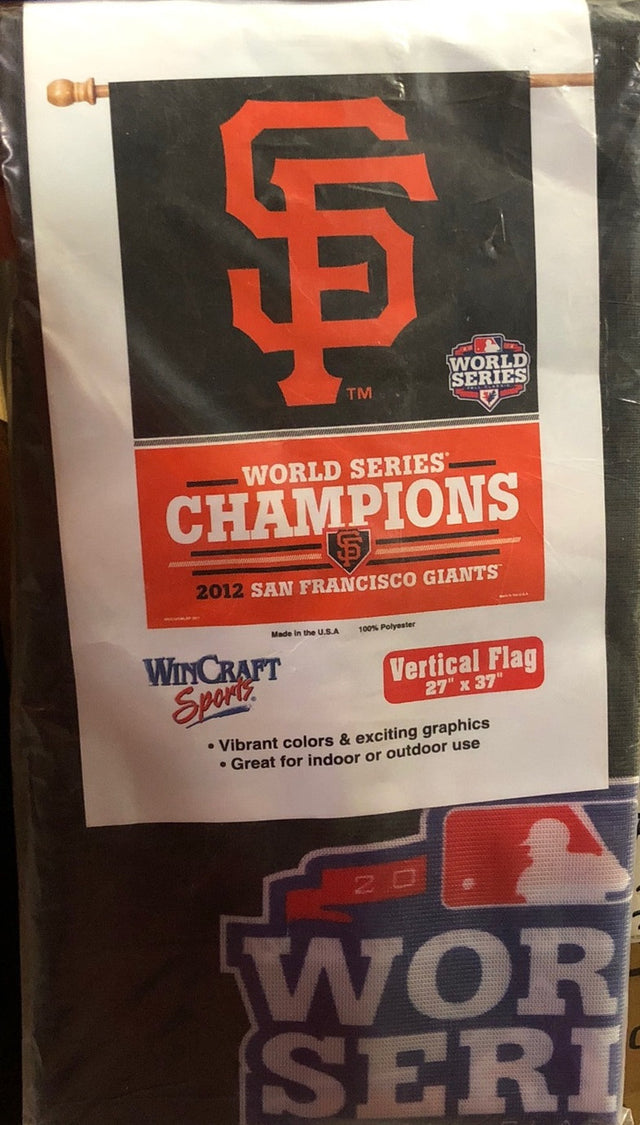 SF
TM
WORLD
SERIES
WORLD SERIES
CHAMPIONS
SF
2012 SAN FRANCISCO GIANTS
Made in the U.S.A 100% Polyester
WINCRAFT
Sports
Vertical Flag
27" x 37"
• Vibrant colors & exciting graphics
• Great for indoor or outdoor use
20
WOR
SERI